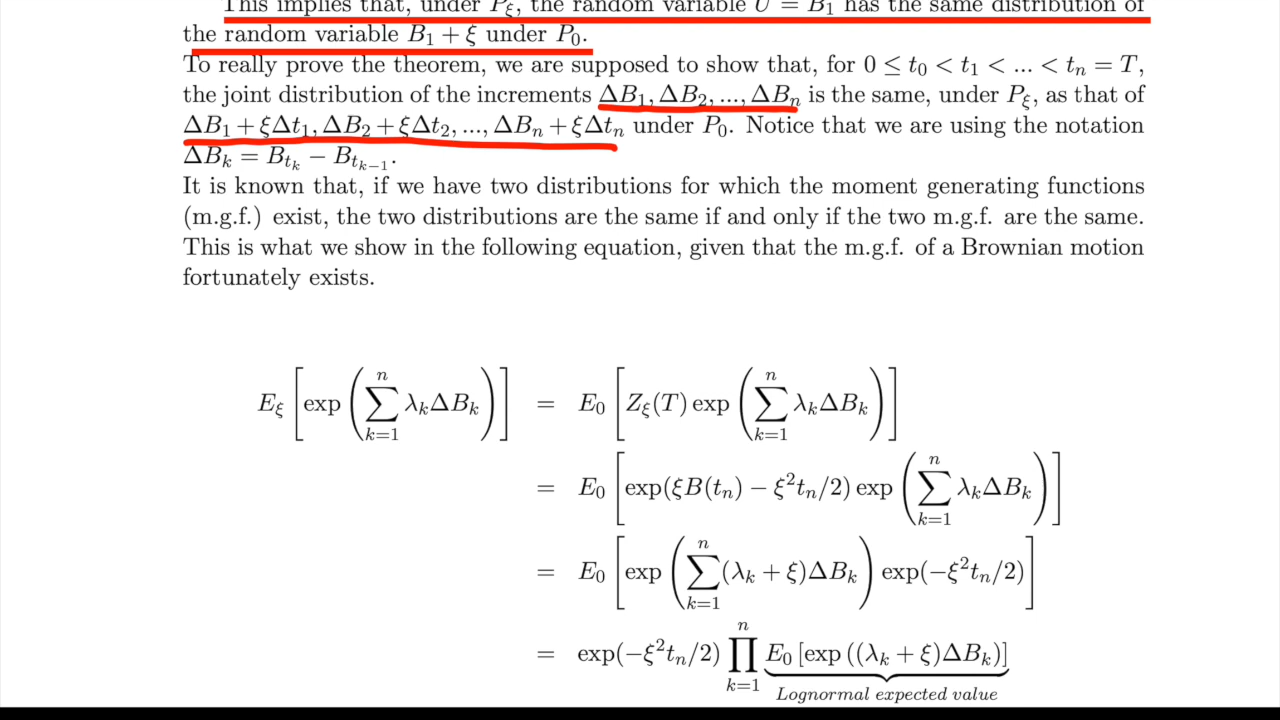 This implies that, under P_ξ, the random variable U = B_1 has the same distribution of
the random variable B_1 + ξ under P_0.
To really prove the theorem, we are supposed to show that, for 0 ≤ t_0 < t_1 < ... < t_n = T,
the joint distribution of the increments ΔB_1, ΔB_2, ..., ΔB_n is the same, under P_ξ, as that of
ΔB_1 + ξΔt_1, ΔB_2 + ξΔt_2, ..., ΔB_n + ξΔt_n under P_0. Notice that we are using the notation
ΔB_k = B_{t_k} − B_{t_{k−1}}.
It is known that, if we have two distributions for which the moment generating functions
(m.g.f.) exist, the two distributions are the same if and only if the two m.g.f. are the same.
This is what we show in the following equation, given that the m.g.f. of a Brownian motion
fortunately exists.
E_ξ [exp (∑_{k=1}^{n} λ_k ΔB_k)] = E_0 [Z_ξ(T) exp (∑_{k=1}^{n} λ_k ΔB_k)]
= E_0 [exp(ξB(t_n) − ξ^2 t_n/2) exp (∑_{k=1}^{n} λ_k ΔB_k)]
= E_0 [exp (∑_{k=1}^{n} (λ_k + ξ)ΔB_k) exp(−ξ^2 t_n/2)]
= exp(−ξ^2 t_n/2) ∏_{k=1}^{n} E_0 [exp ((λ_k + ξ)ΔB_k)]
Lognormal expected value